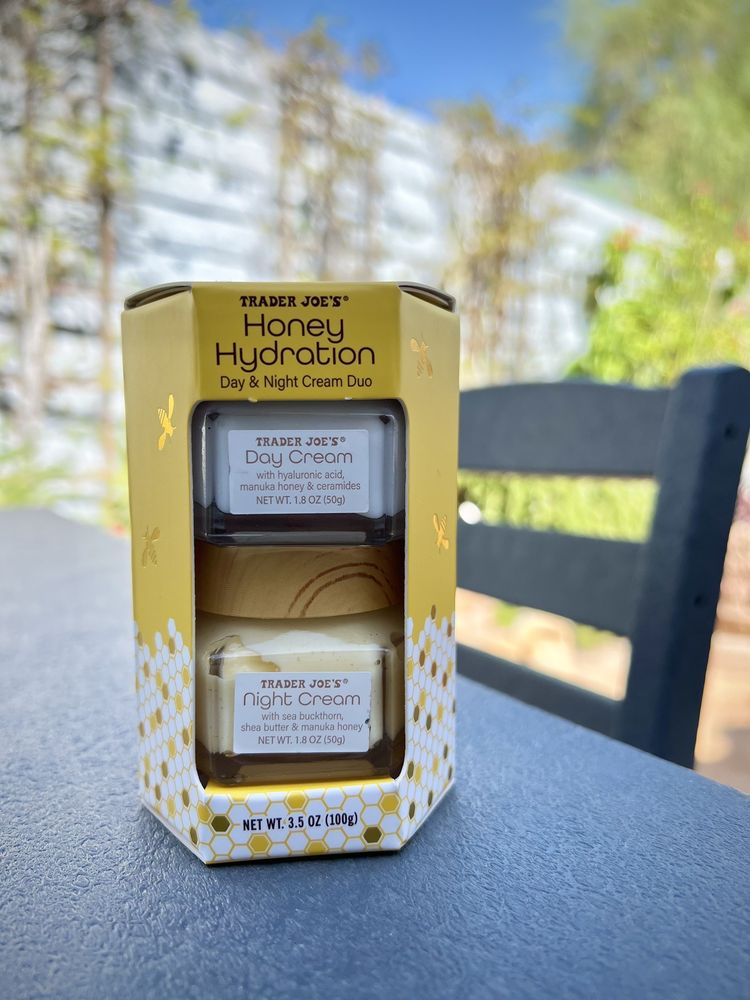 TRADER JOE'S®
Honey
Hydration
Day & Night Cream Duo
TRADER JOE'S®
Day Cream
with hyaluronic acid,
manuka honey & ceramides
NET WT. 1.8 OZ (50g)
TRADER JOE'S®
Night Cream
with sea buckthorn,
shea butter & manuka honey
NET WT. 1.8 OZ (50g)
NET WT. 3.5 OZ (100g)